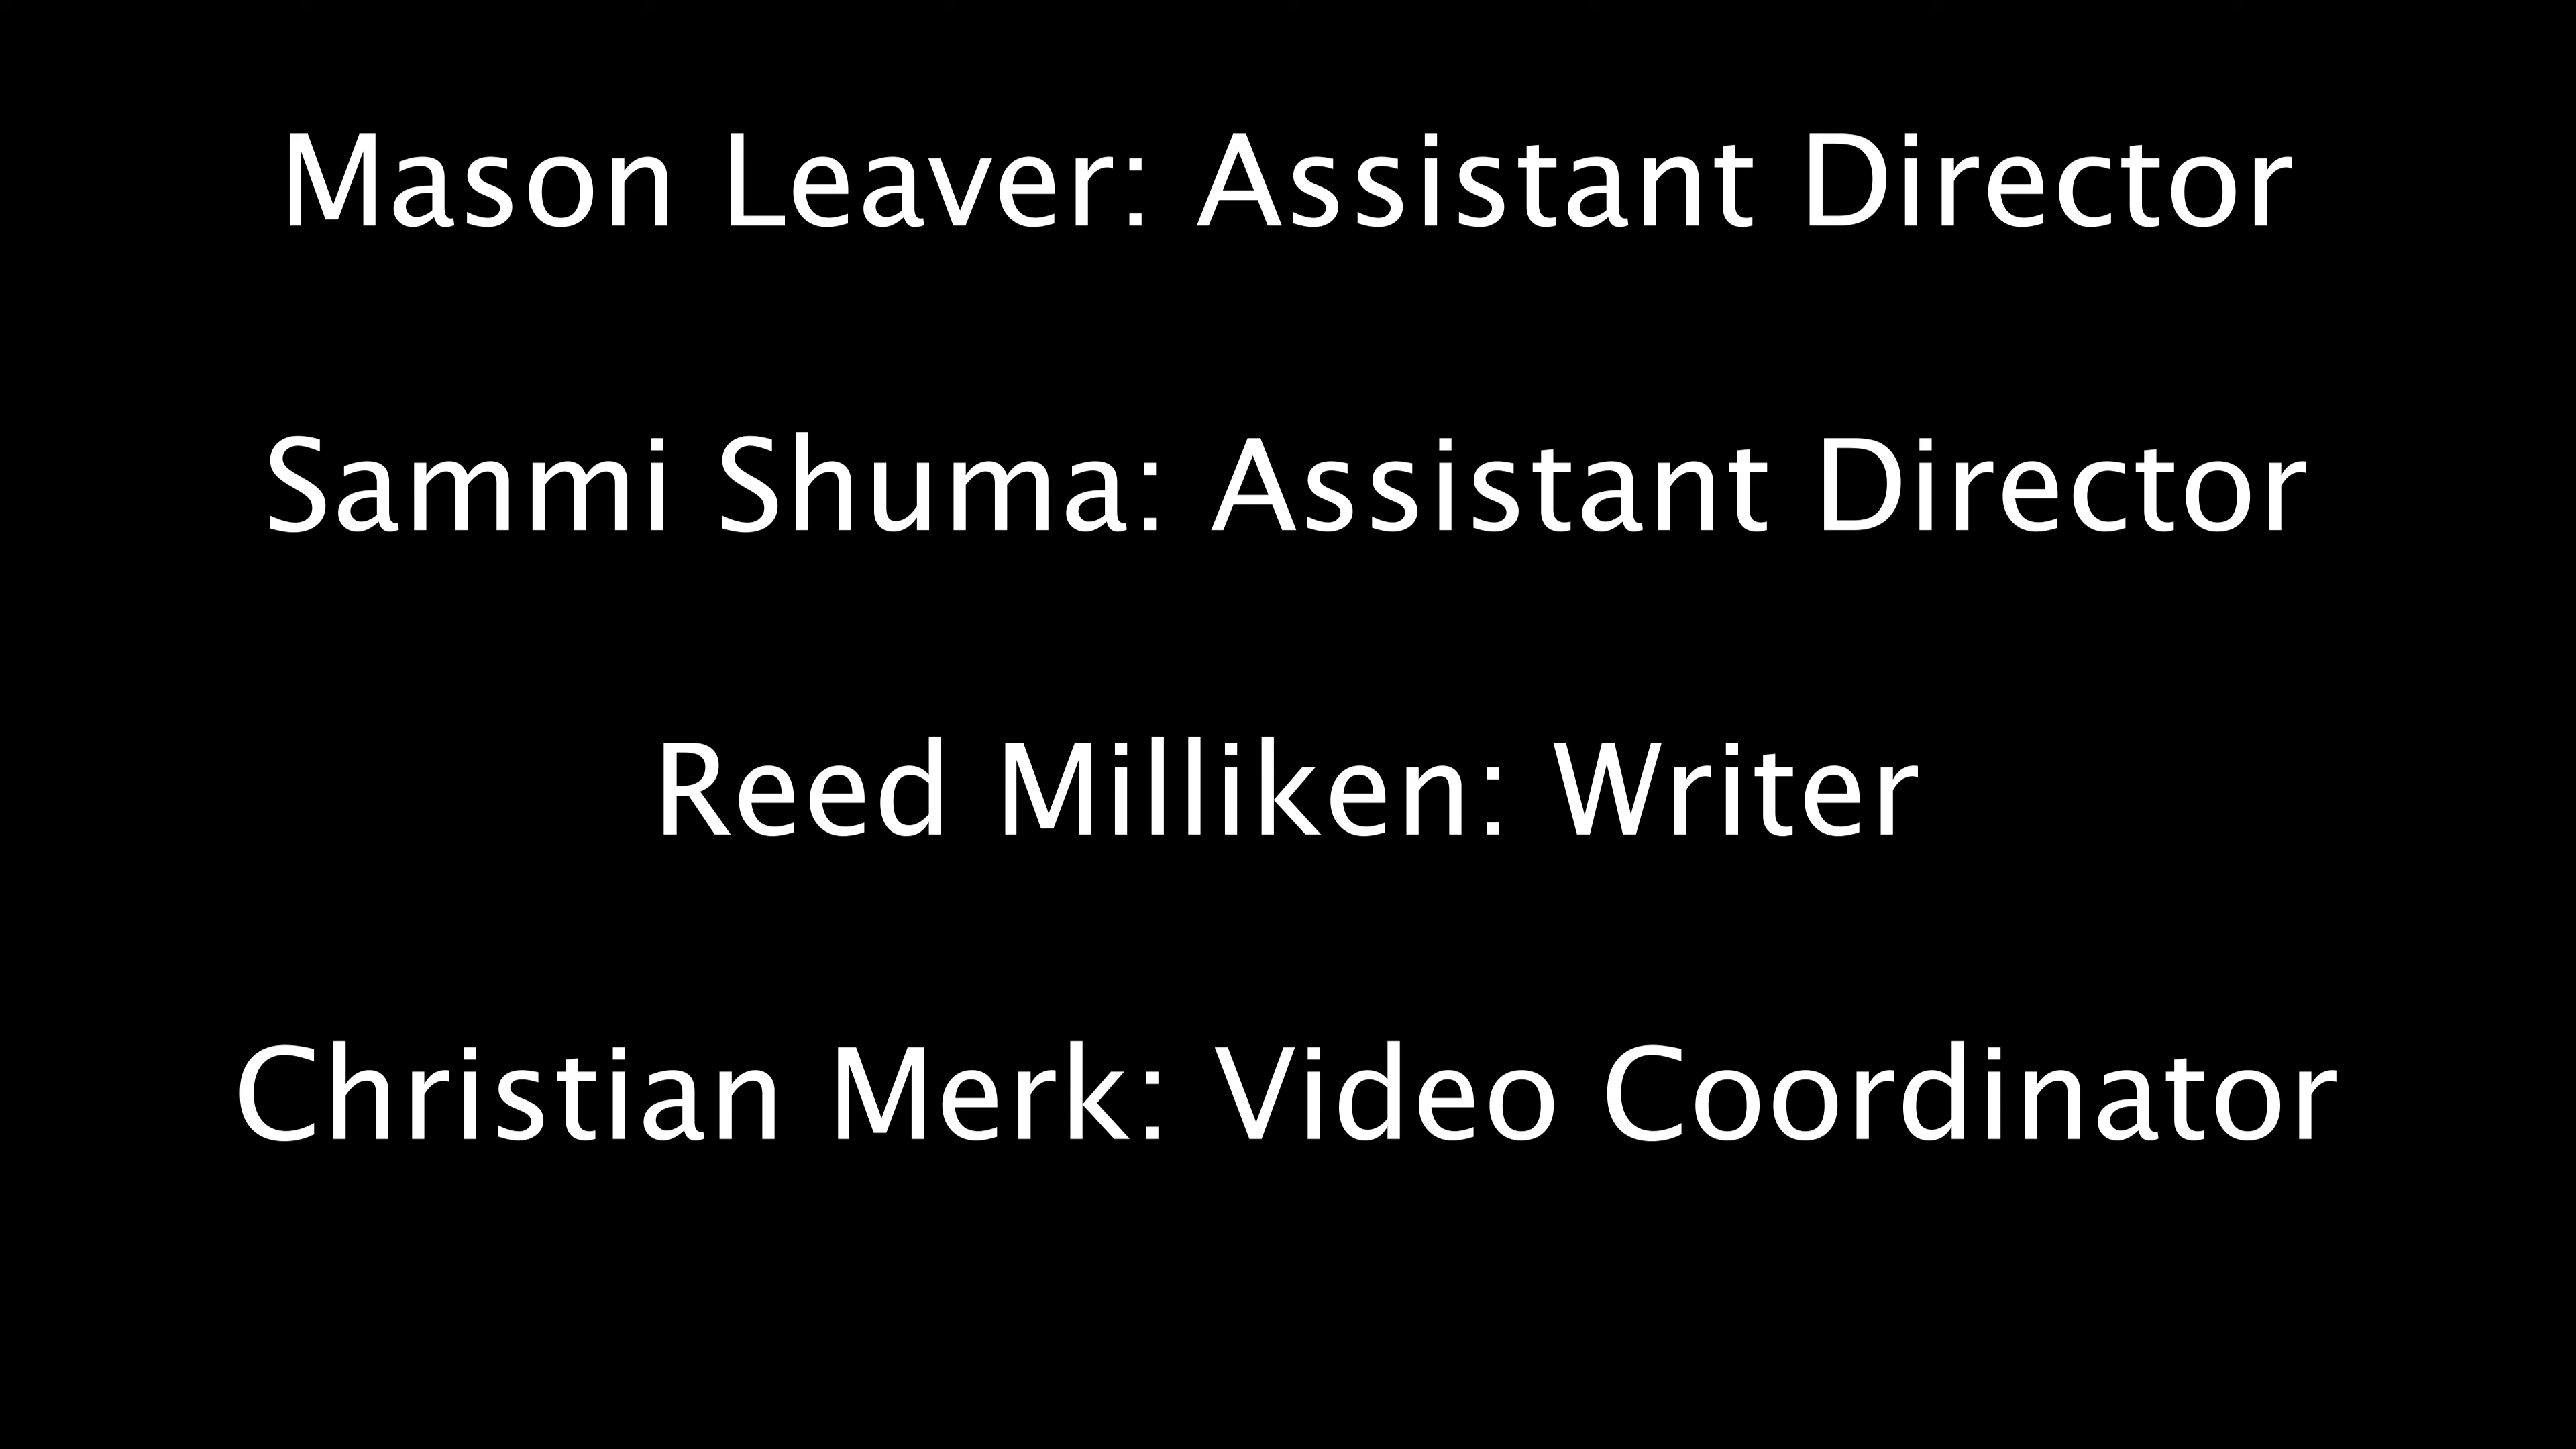 Mason Leaver: Assistant Director
Sammi Shuma: Assistant Director
Reed Milliken: Writer
Christian Merk: Video Coordinator